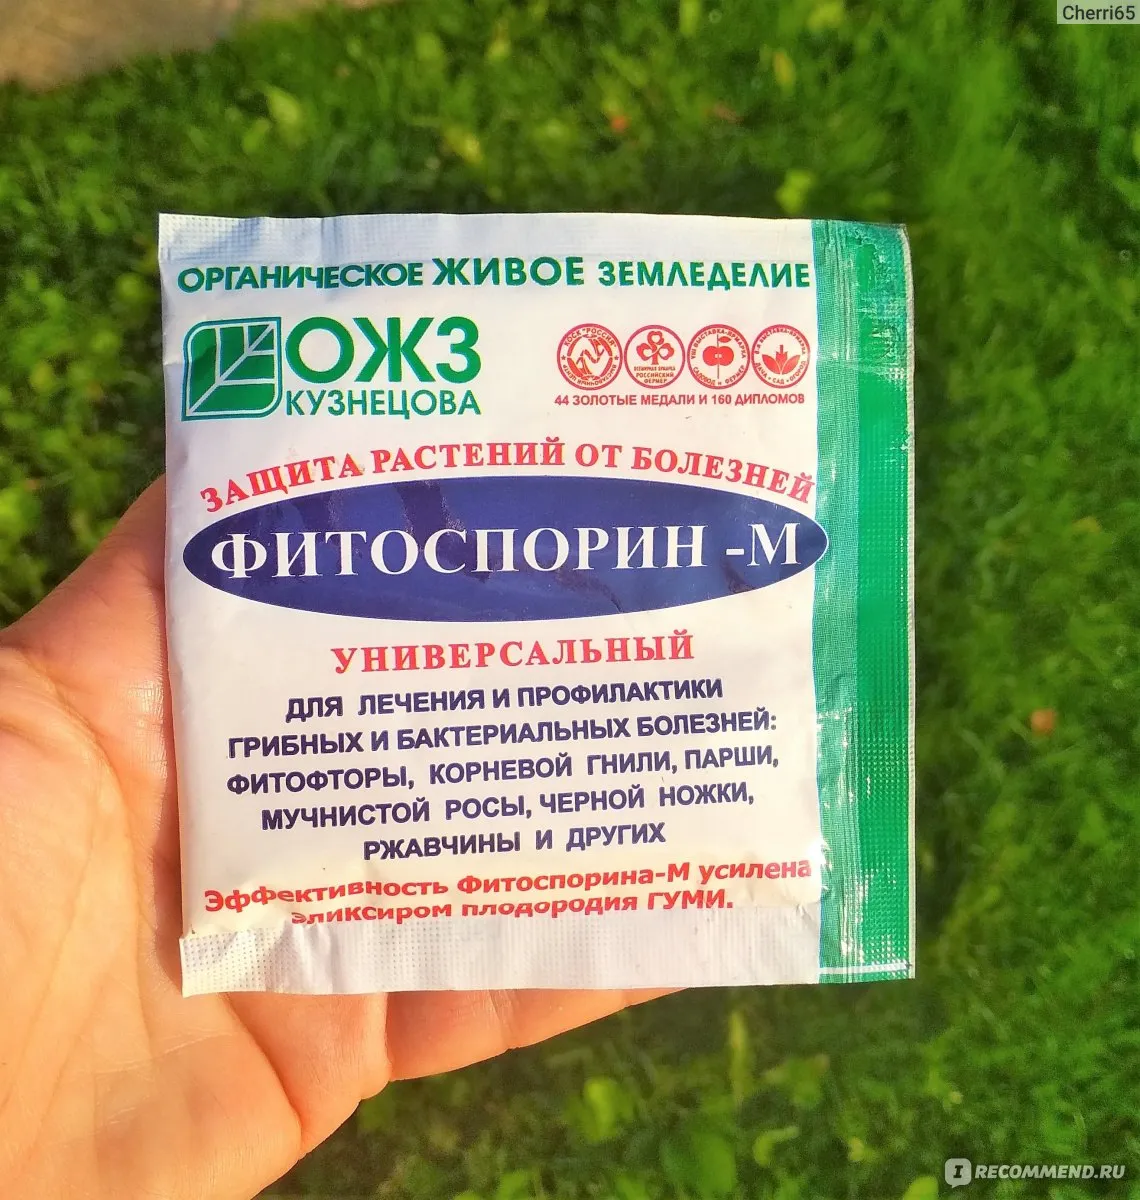 Cherri65
ОРГАНИЧЕСКОЕ ЖИВОЕ ЗЕМЛЕДЕЛИЕ
ОЖЗ
КУЗНЕЦОВА
44 ЗОЛОТЫЕ МЕДАЛИ И 160 ДИПЛОМОВ
ЗАЩИТА РАСТЕНИЙ ОТ БОЛЕЗНЕЙ
ФИТОСПОРИН -М
УНИВЕРСАЛЬНЫЙ
ДЛЯ ЛЕЧЕНИЯ И ПРОФИЛАКТИКИ
ГРИБНЫХ И БАКТЕРИАЛЬНЫХ БОЛЕЗНЕЙ:
ФИТОФТОРЫ, КОРНЕВОЙ ГНИЛИ, ПАРШИ,
МУЧНИСТОЙ РОСЫ, ЧЕРНОЙ НОЖКИ,
РЖАВЧИНЫ И ДРУГИХ
Эффективность Фитоспорина-М усилена
эликсиром плодородия ГУМИ.
IRECOMMEND.RU